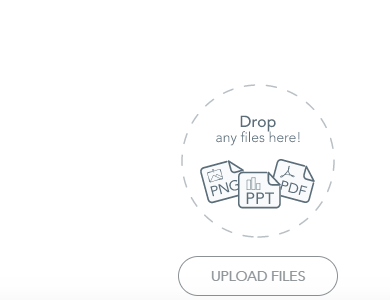 Drop
any files here!
PNG
PPT
PDF
UPLOAD FILES